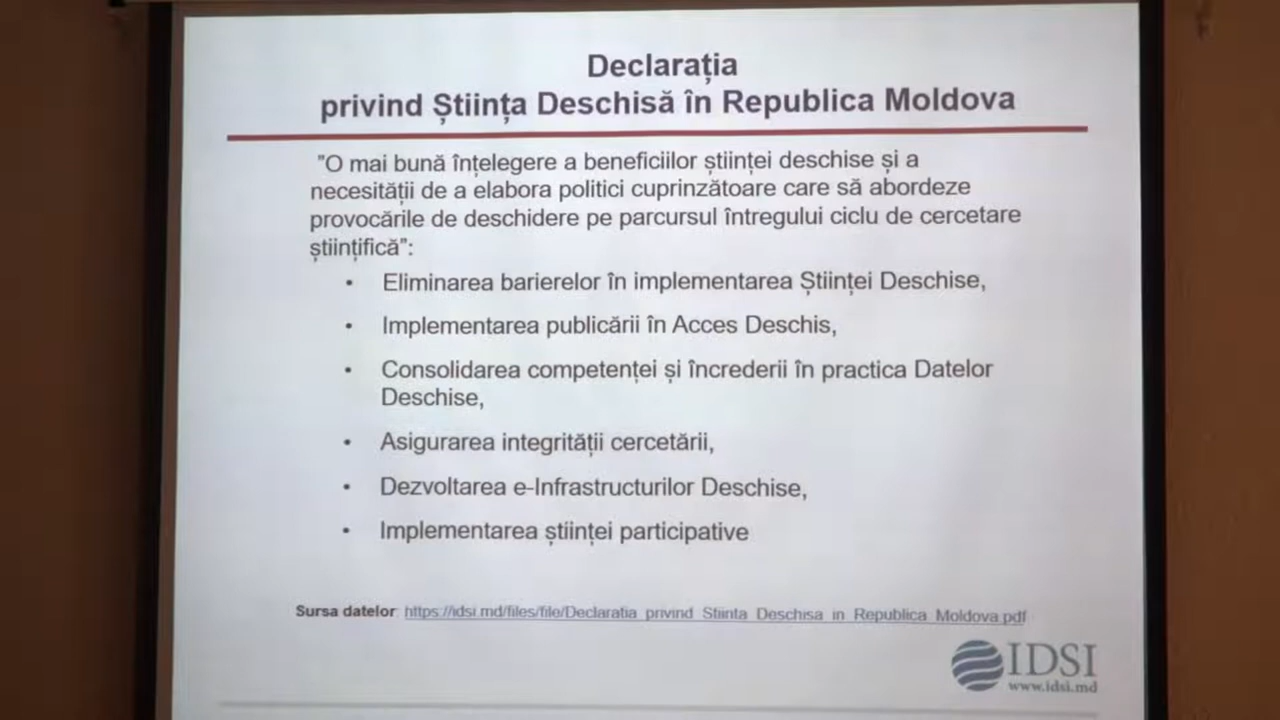 Declarația
privind Știința Deschisă în Republica Moldova
"O mai bună înțelegere a beneficiilor științei deschise și a
necesității de a elabora politici cuprinzătoare care să abordeze
provocările de deschidere pe parcursul întregului ciclu de cercetare
științifică":
• Eliminarea barierelor în implementarea Științei Deschise,
• Implementarea publicării în Acces Deschis,
• Consolidarea competenței și încrederii în practica Datelor
Deschise,
• Asigurarea integrității cercetării,
• Dezvoltarea e-Infrastructurilor Deschise,
• Implementarea științei participative
Sursa datelor: https://idsi.md/files/file/Declaratia_privind_Stiinta_Deschisa_in_Republica_Moldova.pdf
IDSI
www.idsi.md